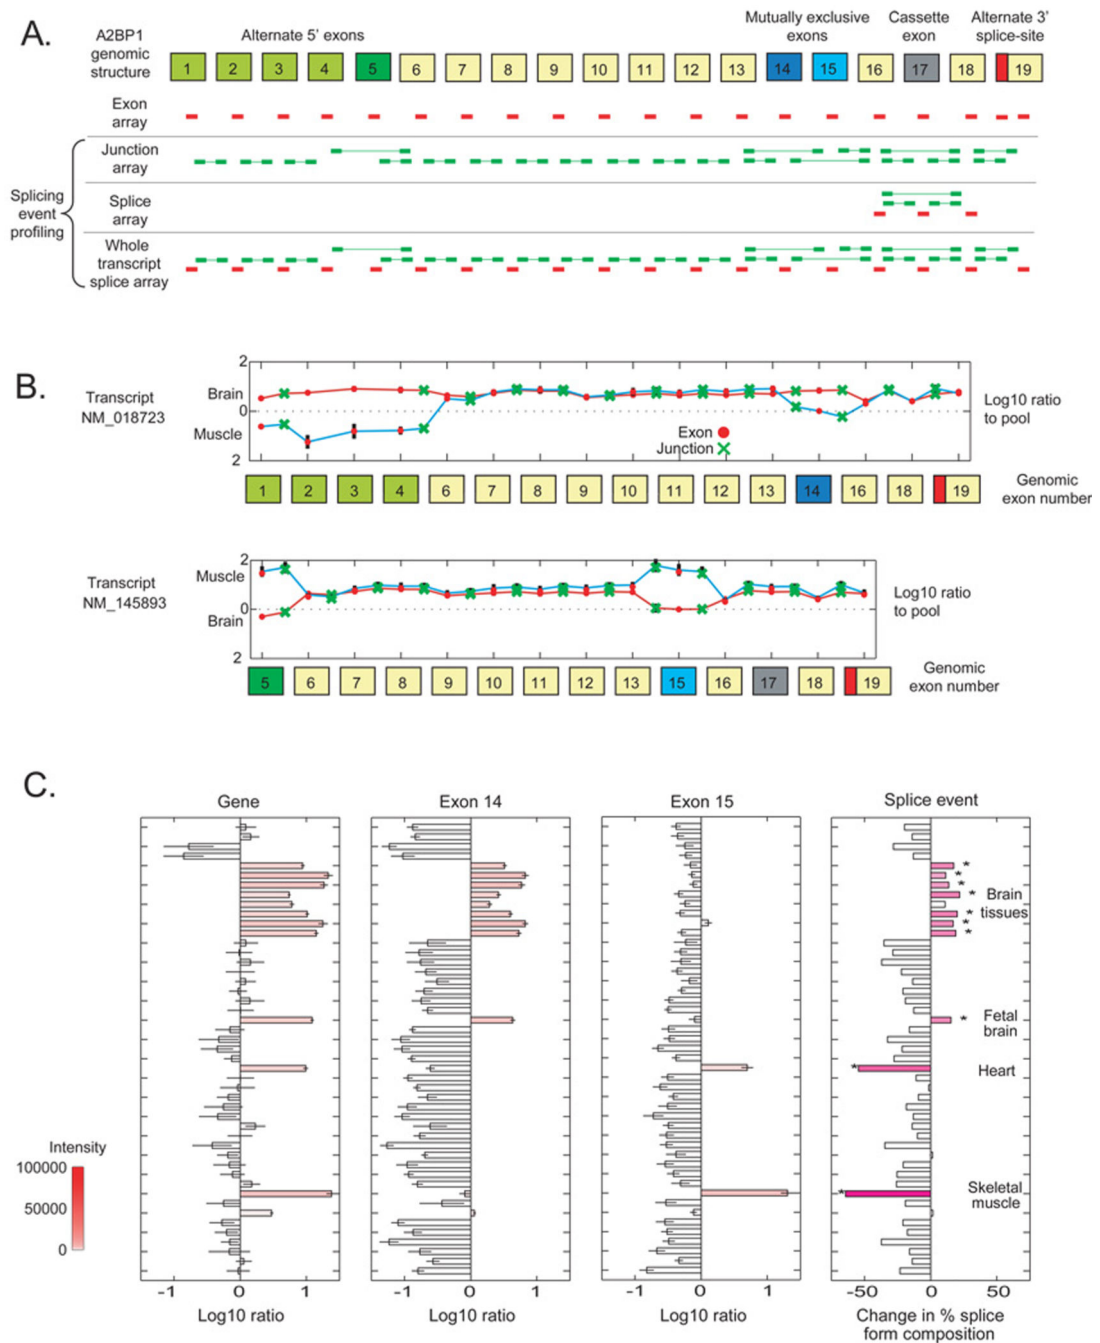 A.
A2BP1
genomic
structure
Alternate 5' exons
Mutually exclusive
exons
Cassette
exon
Alternate 3'
splice-site
1 2 3 4 5 6 7 8 9 10 11 12 13 14 15 16 17 18 19
Exon
array
Splicing
event
profiling
Junction
array
Splice
array
Whole
transcript
splice array
B.
Transcript
NM_018723
2
Brain
0
Muscle
2
Exon
Junction
Log10 ratio
to pool
1 2 3 4 6 7 8 9 10 11 12 13 14 16 18 19
Genomic
exon number
Transcript
NM_145893
2
Muscle
0
Brain
2
Log10 ratio
to pool
5 6 7 8 9 10 11 12 13 15 16 17 18 19
Genomic
exon number
C.
Gene
Exon 14
Exon 15
Splice event
* * * * * * *
Brain
tissues
*
Fetal
brain
*
Heart
*
Skeletal
muscle
Intensity
100000
50000
0
-1 0 1
Log10 ratio
-1 0 1
Log10 ratio
-1 0 1
Log10 ratio
-50 0 50
Change in % splice
form composition